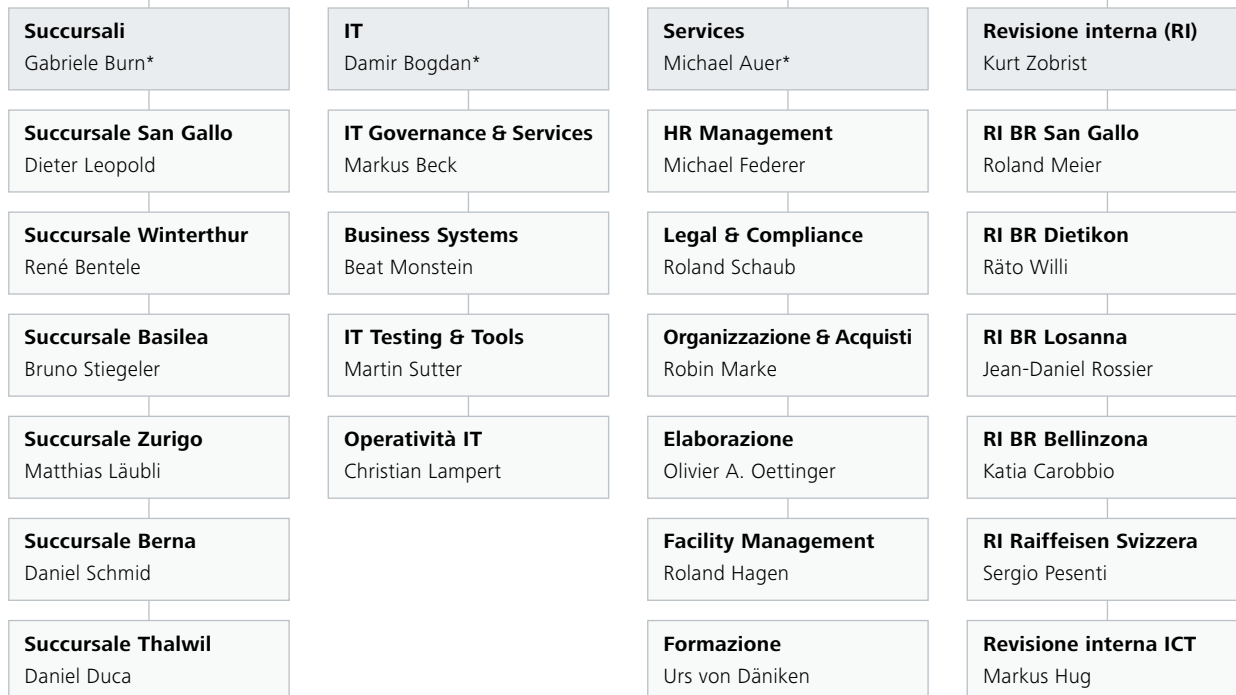 Succursali
Gabriele Burn*
Succursale San Gallo
Dieter Leopold
Succursale Winterthur
René Bentele
Succursale Basilea
Bruno Stiegeler
Succursale Zurigo
Matthias Läubli
Succursale Berna
Daniel Schmid
Succursale Thalwil
Daniel Duca
IT
Damir Bogdan*
IT Governance & Services
Markus Beck
Business Systems
Beat Monstein
IT Testing & Tools
Martin Sutter
Operatività IT
Christian Lampert
Services
Michael Auer*
HR Management
Michael Federer
Legal & Compliance
Roland Schaub
Organizzazione & Acquisti
Robin Marke
Elaborazione
Olivier A. Oettinger
Facility Management
Roland Hagen
Formazione
Urs von Däniken
Revisione interna (RI)
Kurt Zobrist
RI BR San Gallo
Roland Meier
RI BR Dietikon
Räto Willi
RI BR Losanna
Jean-Daniel Rossier
RI BR Bellinzona
Katia Carobbio
RI Raiffeisen Svizzera
Sergio Pesenti
Revisione interna ICT
Markus Hug